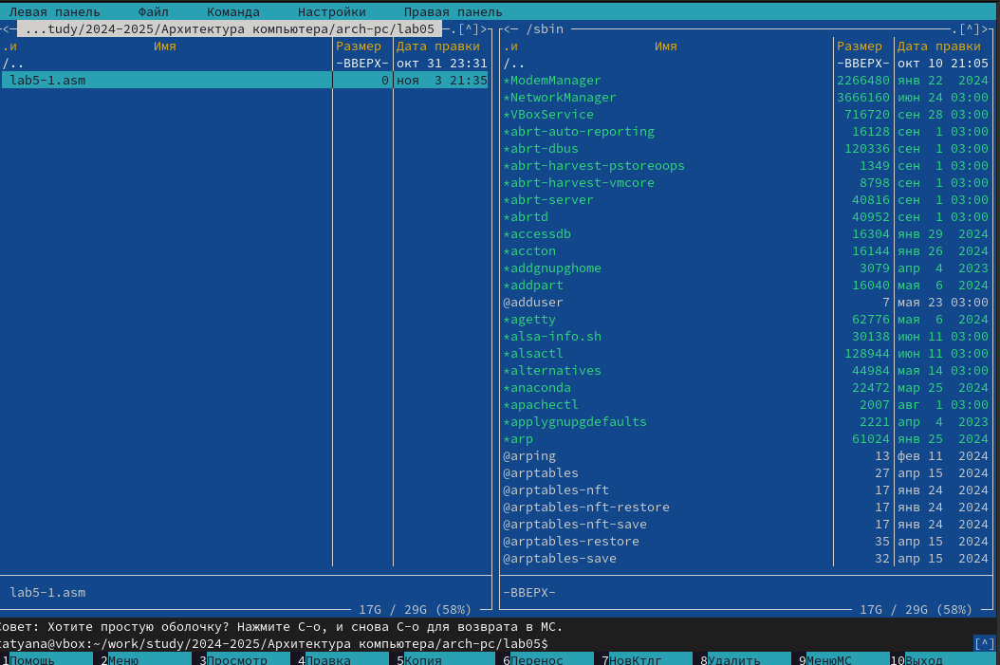 Левая панель Файл Команда Настройки Правая панель
<─ ...tudy/2024-2025/Архитектура компьютера/arch-pc/lab05 ─.[^]>
.и Имя Размер Дата правки
/.. -ВВЕРХ- окт 31 23:31
lab5-1.asm 0 ноя 3 21:35
lab5-1.asm
17G / 29G (58%)
<─ /sbin .[^]>
.и Имя Размер Дата правки
/.. -ВВЕРХ- окт 10 21:05
*ModemManager 2266480 янв 22 2024
*NetworkManager 3666160 июн 24 03:00
*VBoxService 716720 сен 28 03:00
*abrt-auto-reporting 16128 сен 1 03:00
*abrt-dbus 120336 сен 1 03:00
*abrt-harvest-pstoreoops 1349 сен 1 03:00
*abrt-harvest-vmcore 8798 сен 1 03:00
*abrt-server 40816 сен 1 03:00
*abrtd 40952 сен 1 03:00
*accessdb 16304 янв 29 2024
*accton 16144 янв 26 2024
*addgnupghome 3079 апр 4 2023
*addpart 16040 мая 6 2024
@adduser 7 мая 23 03:00
*agetty 62776 мая 6 2024
*alsa-info.sh 30138 июн 11 03:00
*alsactl 128944 июн 11 03:00
*alternatives 44984 мая 14 03:00
*anaconda 22472 мар 25 2024
*apachectl 2007 авг 1 03:00
*applygnupgdefaults 2221 апр 4 2023
*arp 61024 янв 25 2024
@arping 13 фев 11 2024
@arptables 27 апр 15 2024
@arptables-nft 17 янв 24 2024
@arptables-nft-restore 17 янв 24 2024
@arptables-nft-save 17 янв 24 2024
@arptables-restore 35 апр 15 2024
@arptables-save 32 апр 15 2024
-ВВЕРХ-
17G / 29G (58%)
Совет: Хотите простую оболочку? Нажмите C-o, и снова C-o для возврата в MC.
tatyana@vbox:~/work/study/2024-2025/Архитектура компьютера/arch-pc/lab05$ [^]
1Помощь 2Меню 3Просмотр 4Правка 5Копия 6Перенос 7НовКтлг 8Удалить 9МенюMC 10Выход